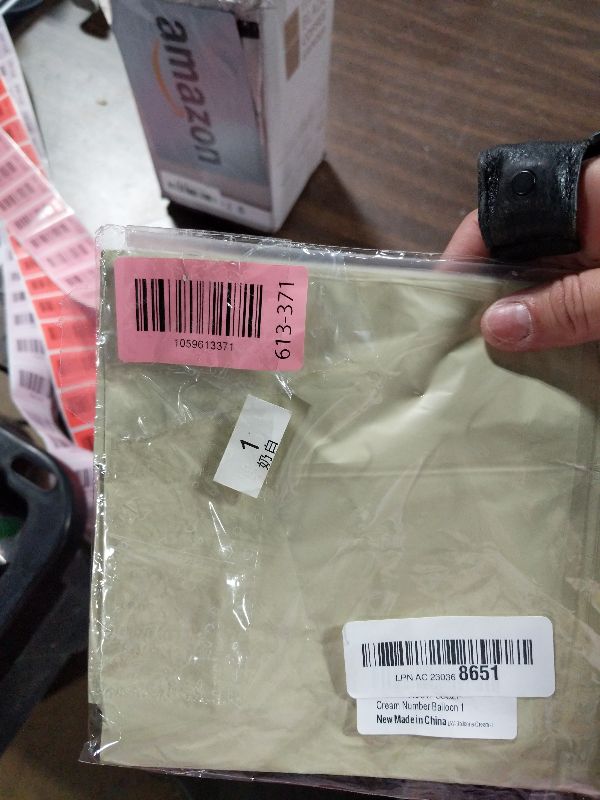 amazon
1059613371
613-371
1
奶白
LPN AC 23036 8651
Cream Number Balloon 1
New Made in China